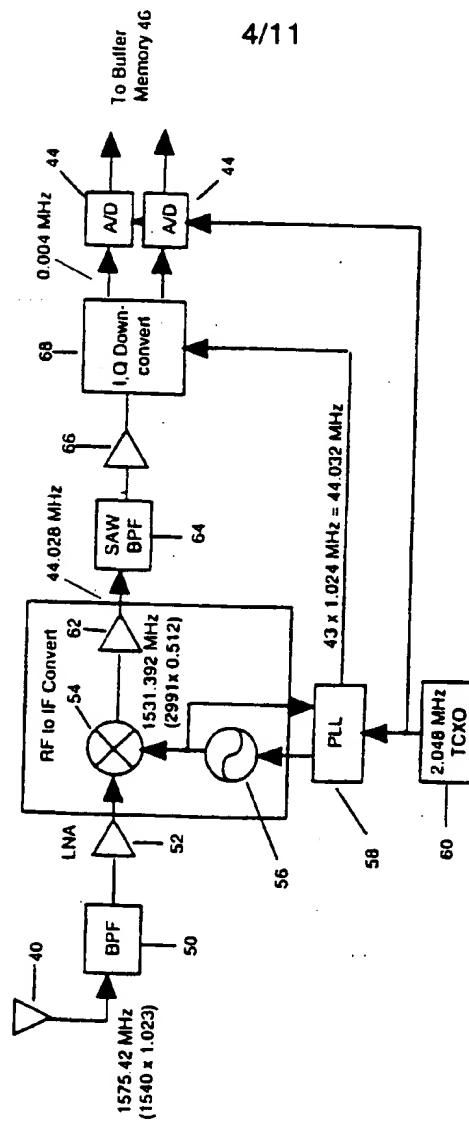 4/11
40
1575.42 MHz
(1540 x 1.023)
BPF
50
LNA
52
RF to IF Convert
54
62
1531.392 MHz
(2991 x 0.512)
56
44.028 MHz
SAW
BPF
64
66
68
I,Q Down-
convert
0.004 MHz
44
A/D
A/D
44
To Buffer
Memory 46
43 x 1.024 MHz = 44.032 MHz
PLL
58
2.048 MHz
TCXO
60